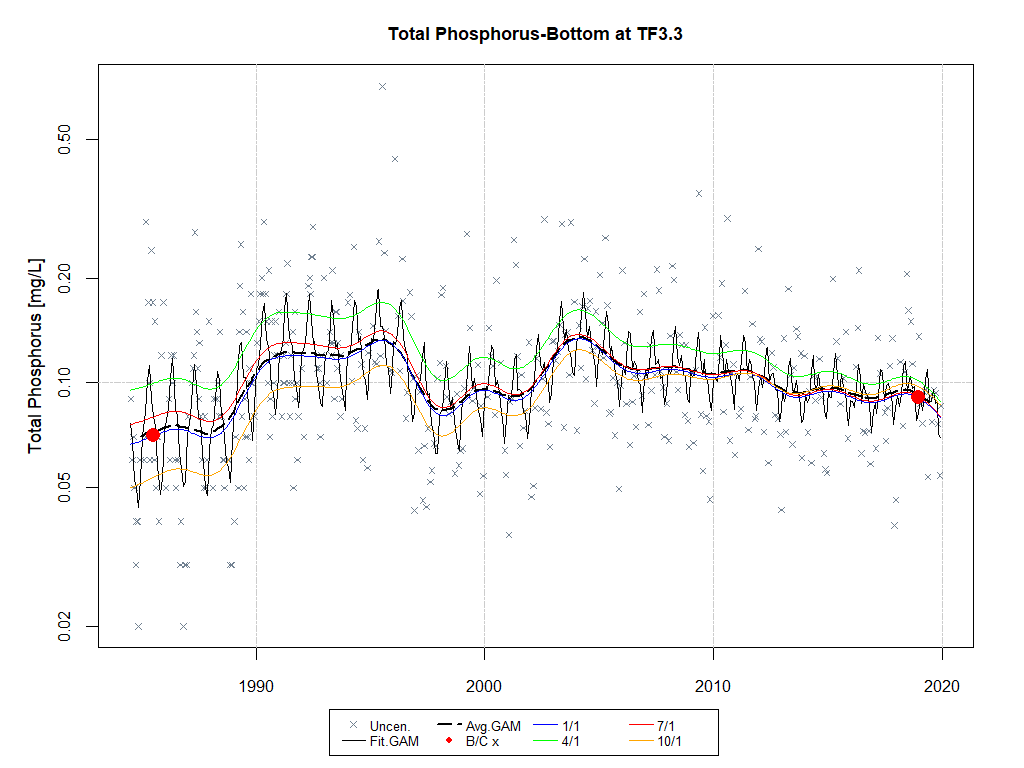 Total Phosphorus-Bottom at TF3.3
Total Phosphorus [mg/L]
0.50
0.20
0.10
0.05
0.02
1990 2000 2010 2020
Uncen. Avg.GAM 1/1 7/1
Fit.GAM B/C x 4/1 10/1